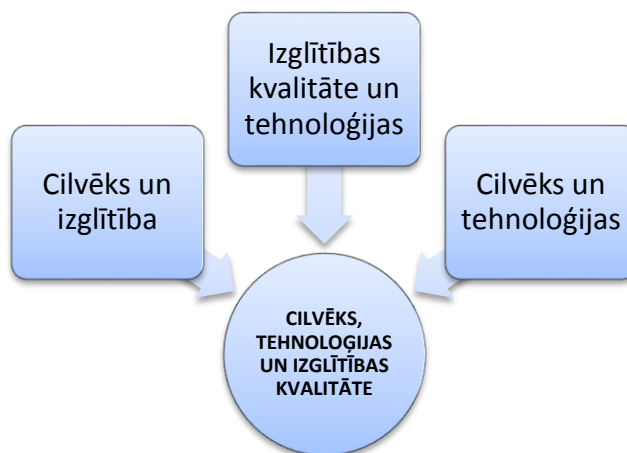 Izglītības
kvalitāte un
tehnoloģijas
Cilvēks un
izglītība
Cilvēks un
tehnoloģijas
CILVĒKS,
TEHNOLOĢIJAS
UN IZGLĪTĪBAS
KVALITĀTE